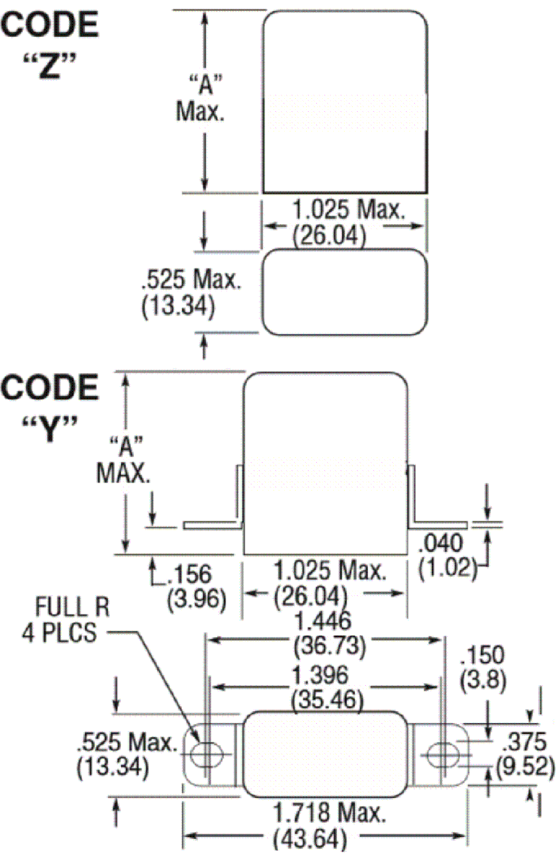 CODE
“Z”
“A”
Max.
1.025 Max.
(26.04)
.525 Max.
(13.34)
CODE
“Y”
“A”
MAX.
.040
(1.02)
.156
(3.96)
1.025 Max.
(26.04)
FULL R
4 PLCS
1.446
(36.73)
.150
(3.8)
1.396
(35.46)
.525 Max.
(13.34)
.375
(9.52)
1.718 Max.
(43.64)